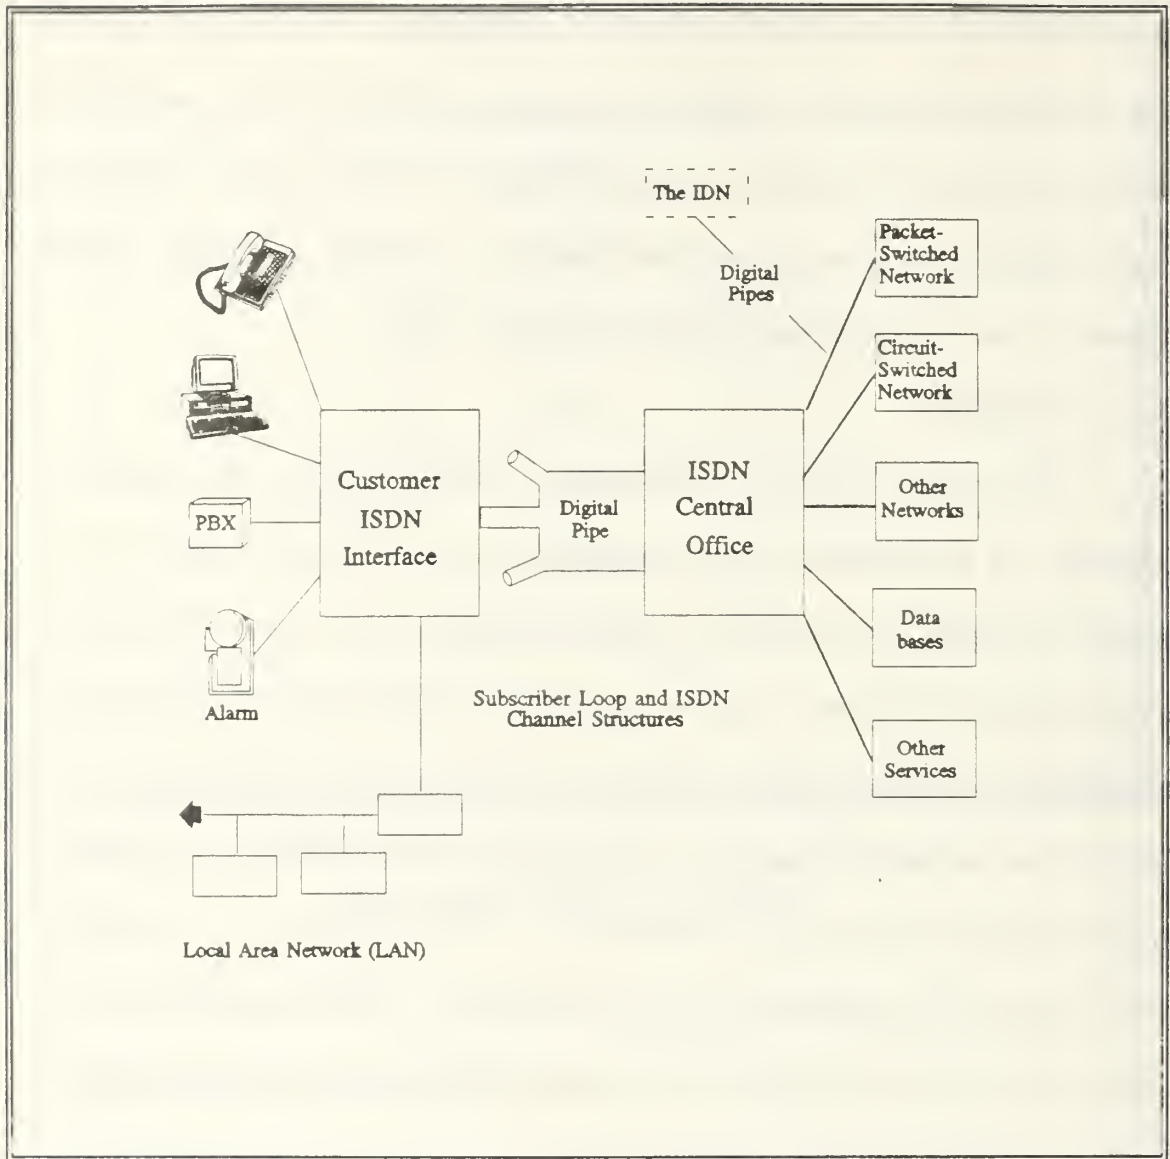 The IDN
Digital
Pipes
Packet-
Switched
Network
Circuit-
Switched
Network
Other
Networks
Data
bases
Other
Services
ISDN
Central
Office
Digital
Pipe
Customer
ISDN
Interface
PBX
Alarm
Subscriber Loop and ISDN
Channel Structures
Local Area Network (LAN)